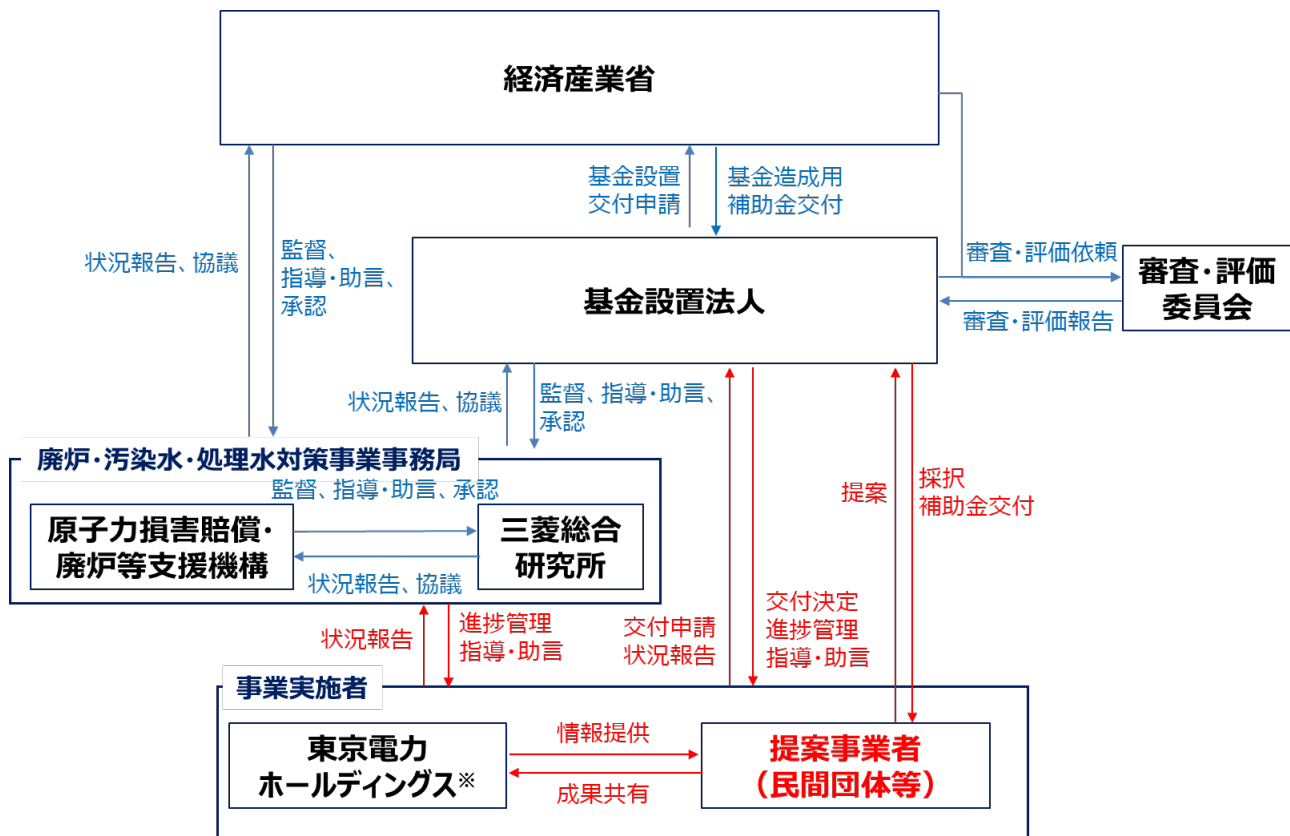 経済産業省
基金設置
交付申請
基金造成用
補助金交付
状況報告、協議
監督、
指導・助言、
承認
審査・評価依頼
審査・評価
委員会
基金設置法人
審査・評価報告
状況報告、協議
監督、指導・助言、
承認
廃炉・汚染水・処理水対策事業事務局
監督、指導・助言、承認
原子力損害賠償・
廃炉等支援機構
三菱総合
研究所
状況報告、協議
提案
採択
補助金交付
状況報告
進捗管理
指導・助言
交付申請
状況報告
交付決定
進捗管理
指導・助言
事業実施者
東京電力
ホールディングス※
情報提供
成果共有
提案事業者
（民間団体等）